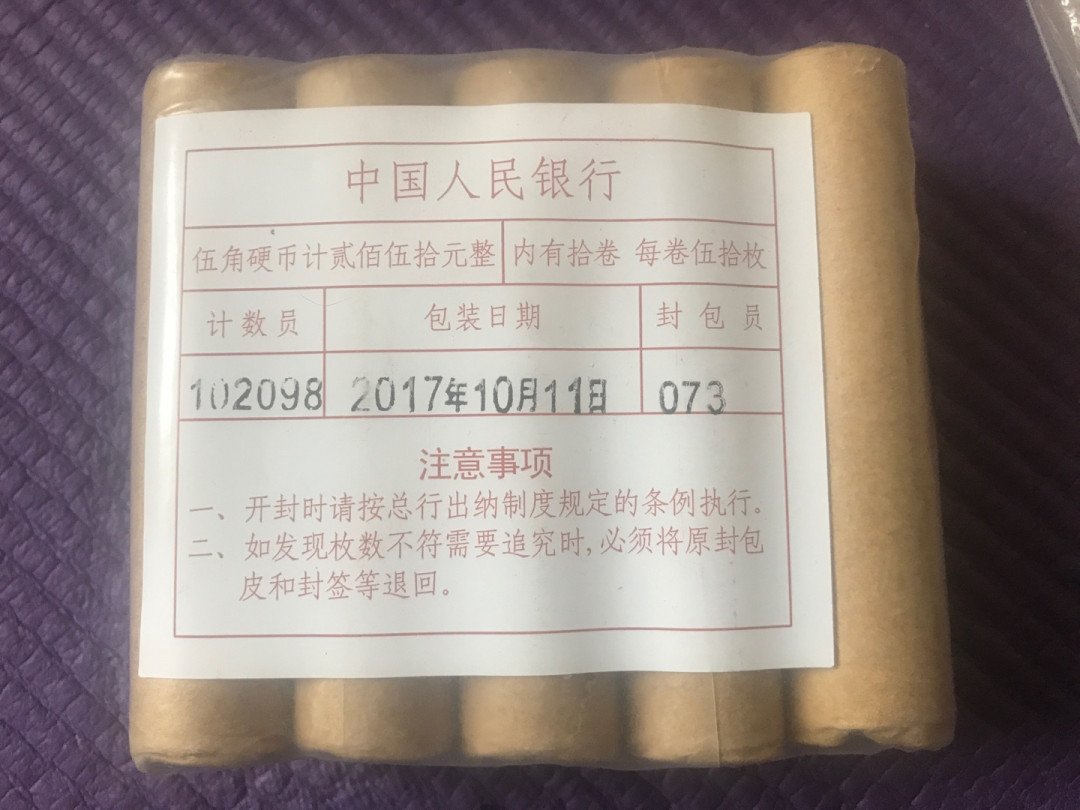 中国人民银行
伍角硬币计贰佰伍拾元整 内有拾卷 每卷伍拾枚
计数员 包装日期 封包员
102098 2017年10月11日 073
注意事项
一、开封时请按总行出纳制度规定的条例执行。
二、如发现枚数不符需要追究时,必须将原封包
皮和封签等退回。